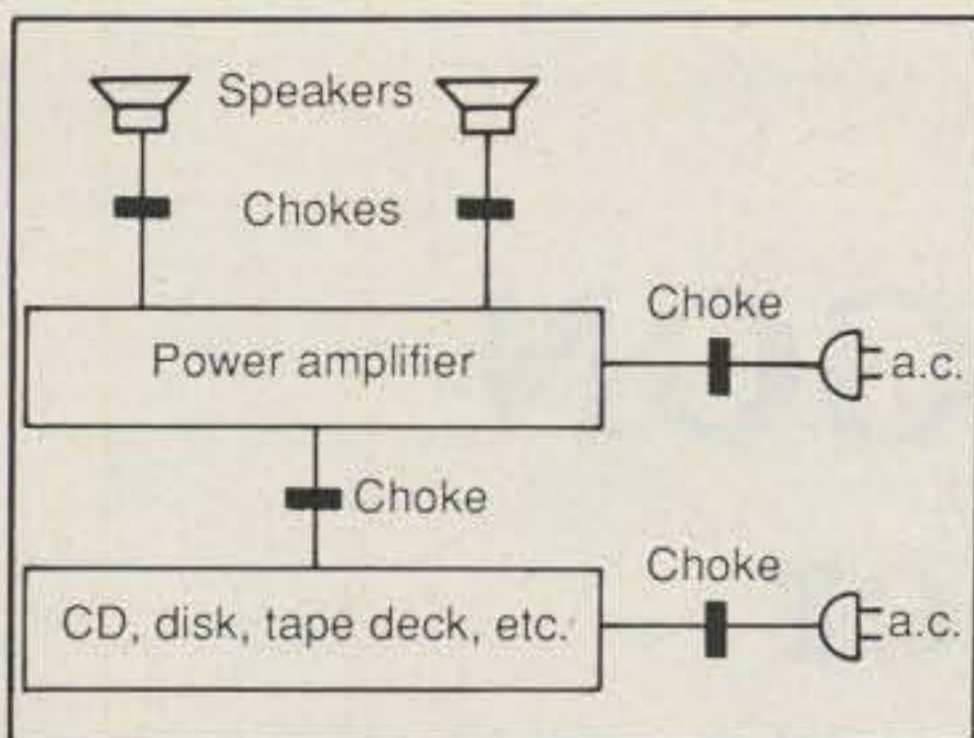 Speakers
Chokes
Choke
Power amplifier
a.c.
Choke
Choke
CD, disk, tape deck, etc.
a.c.